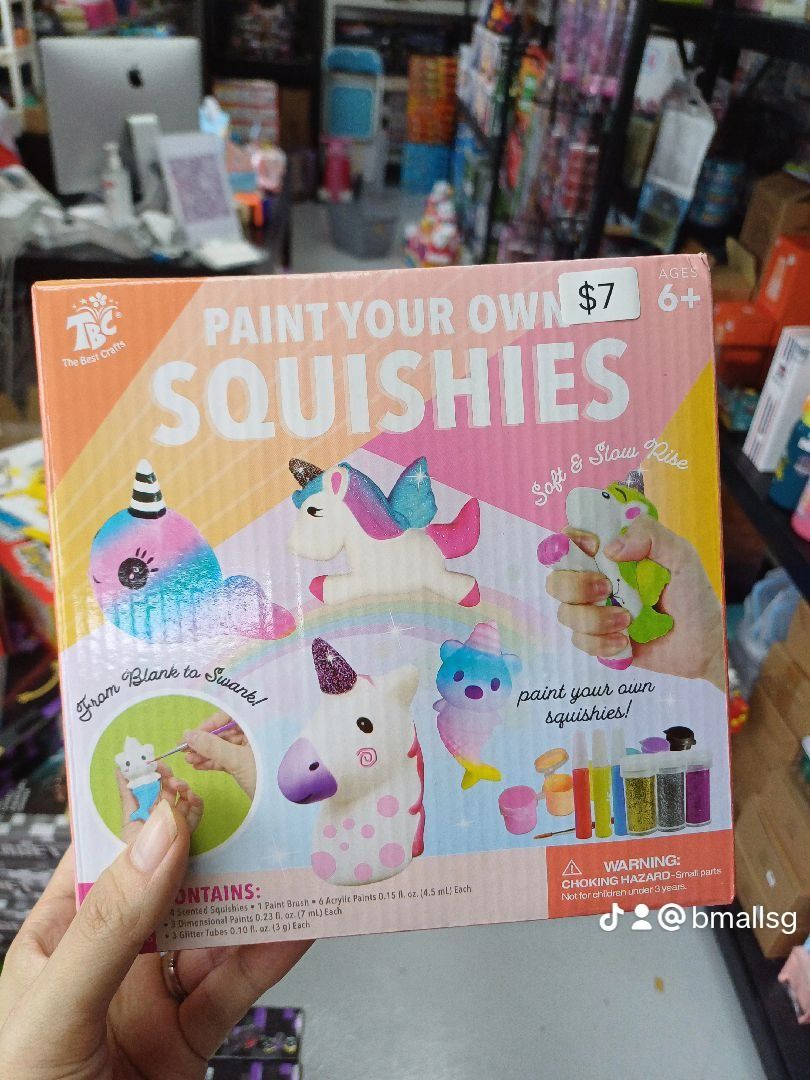 TBC
The Best Crafts
PAINT YOUR OWN
$7
AGES
6+
SQUISHIES
Soft & Slow Rise
From Blank to Swank!
paint your own
squishies!
ONTAINS:
4 Scented Squishies • 1 Paint Brush • 6 Acrylic Paints 0.15 fl. oz. (4.5 mL) Each
• 3 Dimensional Paints 0.23 fl. oz. (7 mL) Each
• 3 Glitter Tubes 0.10 fl. oz. (3 g) Each
WARNING:
CHOKING HAZARD-Small parts
Not for children under 3 years.
@bmallsg